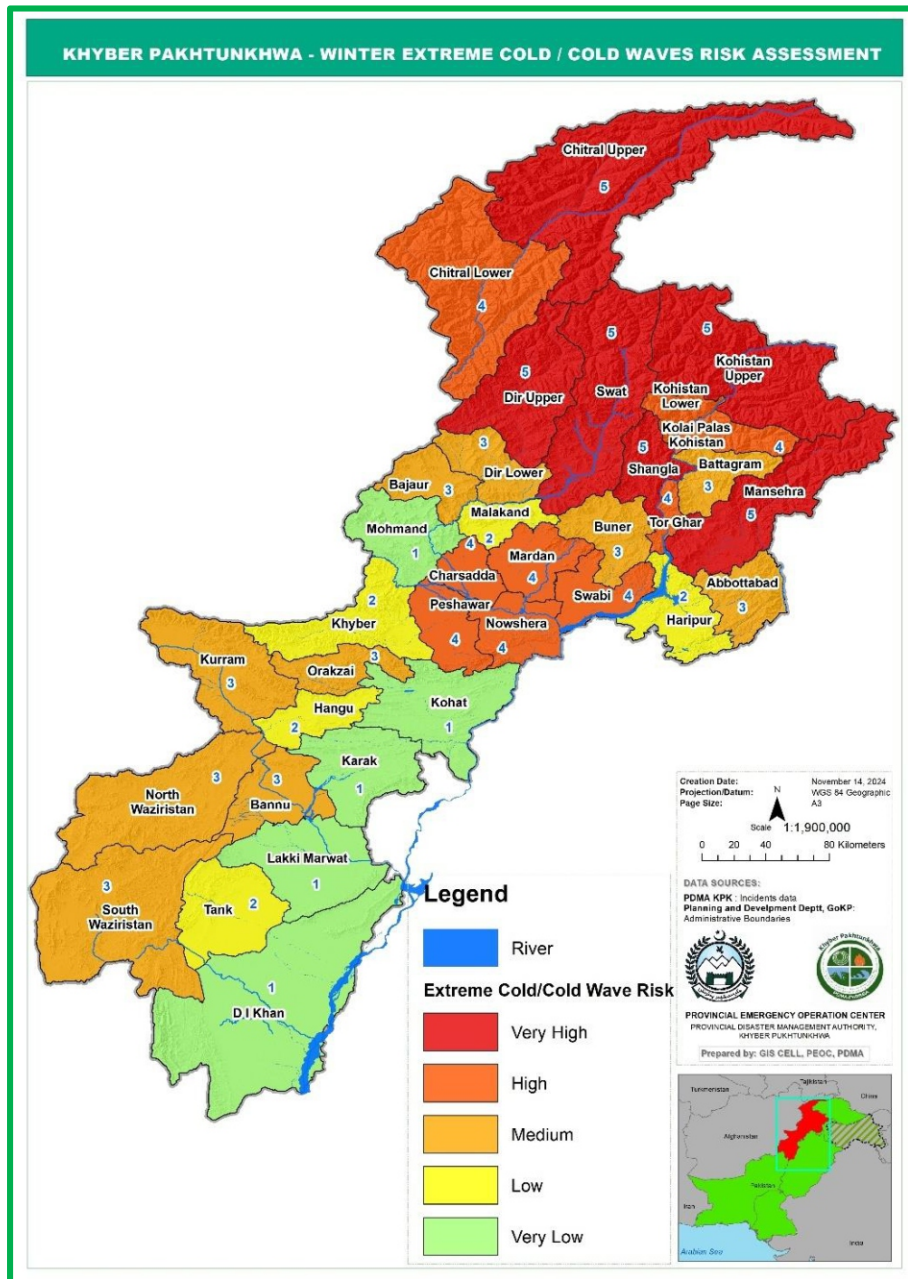 KHYBER PAKHTUNKHWA - WINTER EXTREME COLD / COLD WAVES RISK ASSESSMENT
Chitral Upper
5
Chitral Lower
4
5
5
5
Kohistan
Upper
Dir Upper
Swat
Kohistan
Lower
Kolai Palas
Kohistan
4
3
Dir Lower
5
Shangla
Battagram
3
Bajaur
3
Mansehra
5
Malakand
2
4
Tor Ghar
Mohmand
1
Buner
3
4
Mardan
4
Charsadda
Abbottabad
3
Swabi
4
2
Haripur
Peshawar
4
Nowshera
4
2
Khyber
Kurram
3
Orakzai
3
Hangu
2
Kohat
1
Karak
1
3
North
Waziristan
3
Bannu
Lakki Marwat
1
3
South
Waziristan
Tank
2
1
D I Khan
Creation Date: November 14, 2024
Projection/Datum: WGS 84 Geographic
Page Size: A3
N
Scale 1:1,900,000
0 20 40 60 80 Kilometers
DATA SOURCES:
PDMA KPK : Incidents data
Planning and Develpment Deptt, GoKP:
Administrative Boundaries
Khyber Pakhtunkhwa
PROVINCIAL EMERGENCY OPERATION CENTER
PROVINCIAL DISASTER MANAGEMENT AUTHORITY,
KHYBER PUKHTUNKHWA
Prepared by: GIS CELL, PEOC, PDMA
Legend
River
Extreme Cold/Cold Wave Risk
Very High
High
Medium
Low
Very Low
Turkmenistan
Tajikistan
China
Afghanistan
Pakistan
Iran
India
Arabian Sea